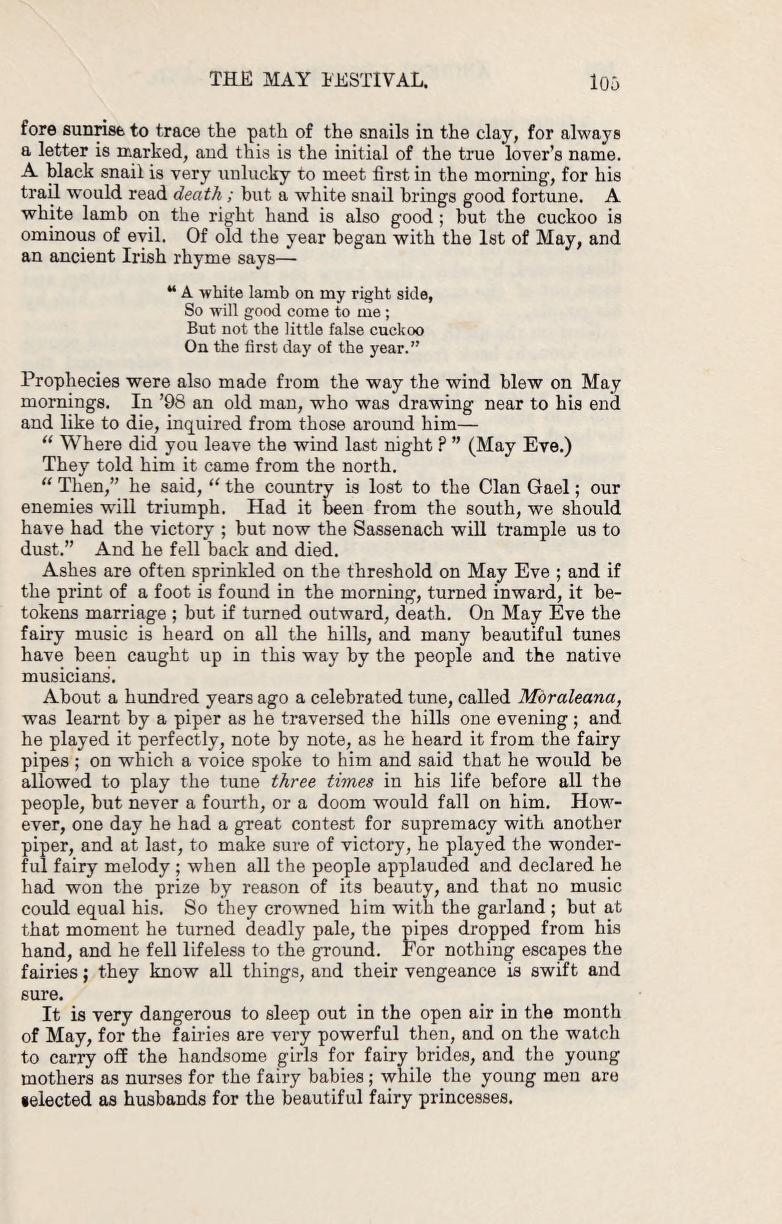 THE MAY FESTIVAL. 105
fore sunrise to trace the path of the snails in the clay, for always
a letter is marked, and this is the initial of the true lover's name.
A black snail is very unlucky to meet first in the morning, for his
trail would read death ; but a white snail brings good fortune. A
white lamb on the right hand is also good ; but the cuckoo is
ominous of evil. Of old the year began with the 1st of May, and
an ancient Irish rhyme says—
“ A white lamb on my right side,
So will good come to me ;
But not the little false cuckoo
On the first day of the year.”
Prophecies were also made from the way the wind blew on May
mornings. In ’98 an old man, who was drawing near to his end
and like to die, inquired from those around him—
“ Where did you leave the wind last night ? ” (May Eve.)
They told him it came from the north.
“ Then,” he said, “ the country is lost to the Clan Gael ; our
enemies will triumph. Had it been from the south, we should
have had the victory ; but now the Sassenach will trample us to
dust.” And he fell back and died.
Ashes are often sprinkled on the threshold on May Eve ; and if
the print of a foot is found in the morning, turned inward, it be-
tokens marriage ; but if turned outward, death. On May Eve the
fairy music is heard on all the hills, and many beautiful tunes
have been caught up in this way by the people and the native
musicians.
About a hundred years ago a celebrated tune, called Moraleana,
was learnt by a piper as he traversed the hills one evening ; and
he played it perfectly, note by note, as he heard it from the fairy
pipes ; on which a voice spoke to him and said that he would be
allowed to play the tune three times in his life before all the
people, but never a fourth, or a doom would fall on him. How-
ever, one day he had a great contest for supremacy with another
piper, and at last, to make sure of victory, he played the wonder-
ful fairy melody ; when all the people applauded and declared he
had won the prize by reason of its beauty, and that no music
could equal his. So they crowned him with the garland ; but at
that moment he turned deadly pale, the pipes dropped from his
hand, and he fell lifeless to the ground. For nothing escapes the
fairies ; they know all things, and their vengeance is swift and
sure.
It is very dangerous to sleep out in the open air in the month
of May, for the fairies are very powerful then, and on the watch
to carry off the handsome girls for fairy brides, and the young
mothers as nurses for the fairy babies ; while the young men are
selected as husbands for the beautiful fairy princesses.